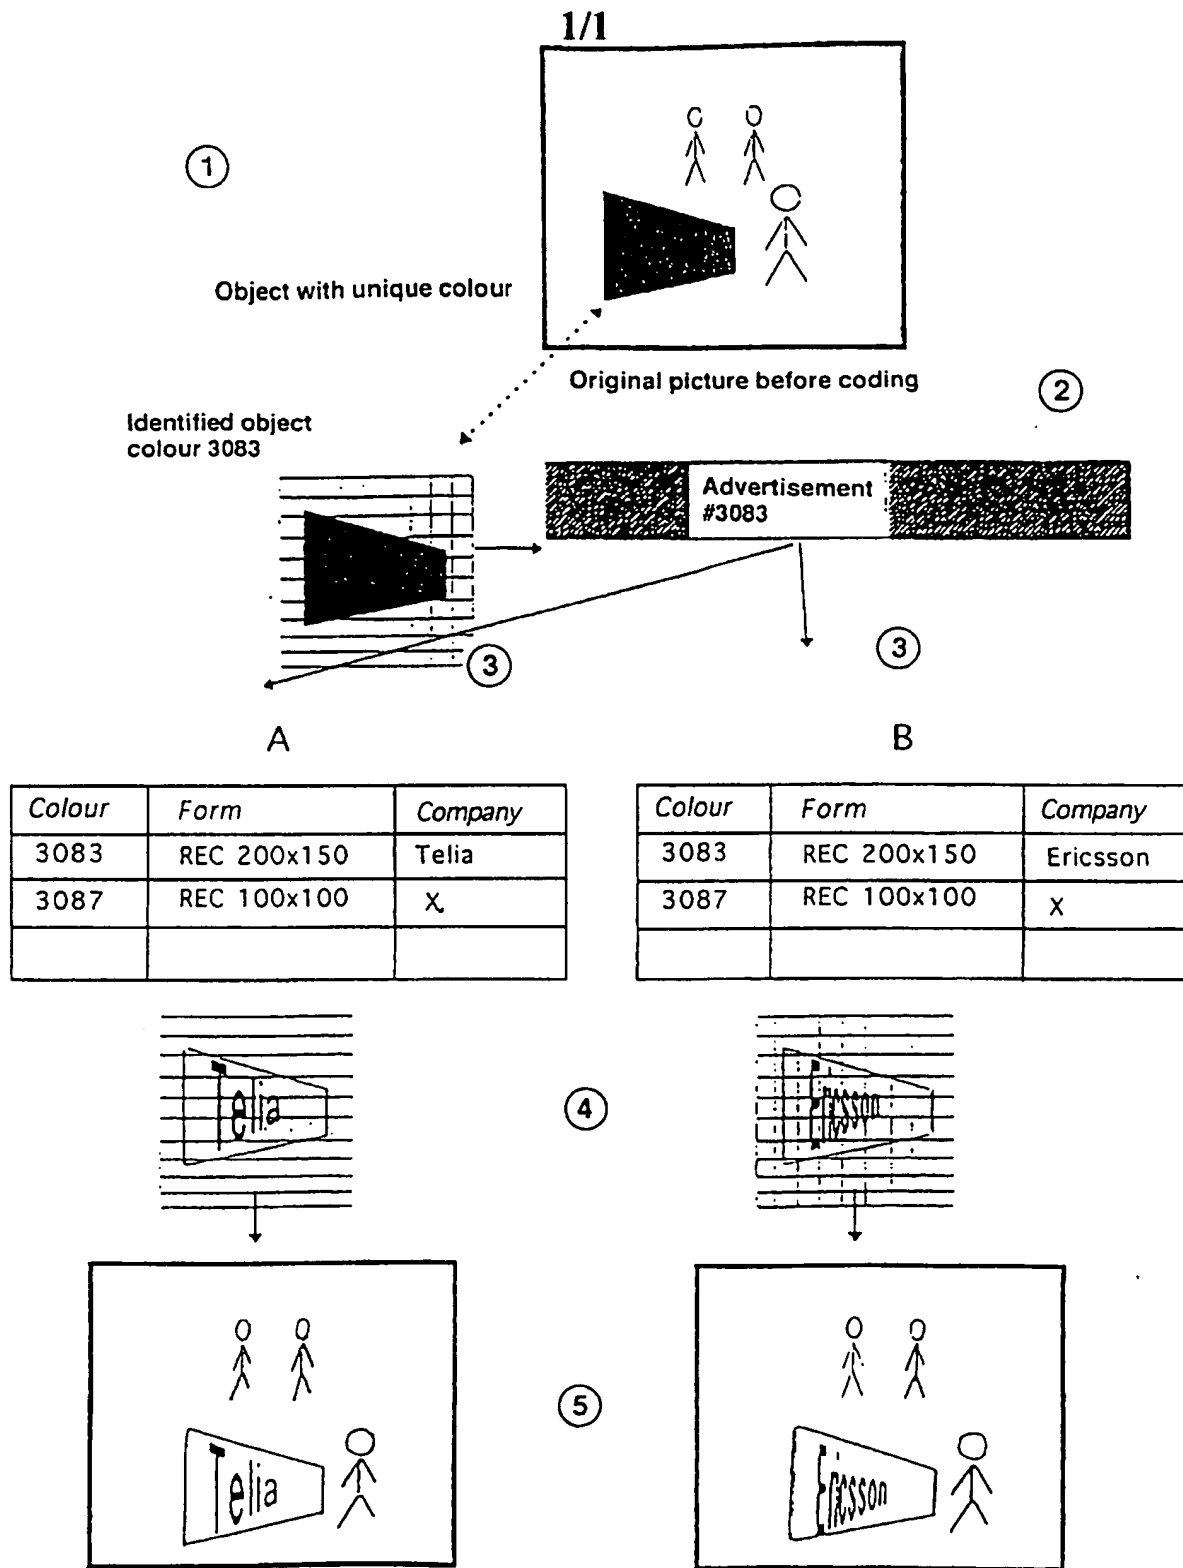 1/1
1
Object with unique colour
Original picture before coding
2
Identified object
colour 3083
Advertisement
#3083
3
3
A
B
Colour Form Company
3083 REC 200x150 Telia
3087 REC 100x100 X
Colour Form Company
3083 REC 200x150 Ericsson
3087 REC 100x100 X
Telia
4
Ericsson
5
Telia
Ericsson